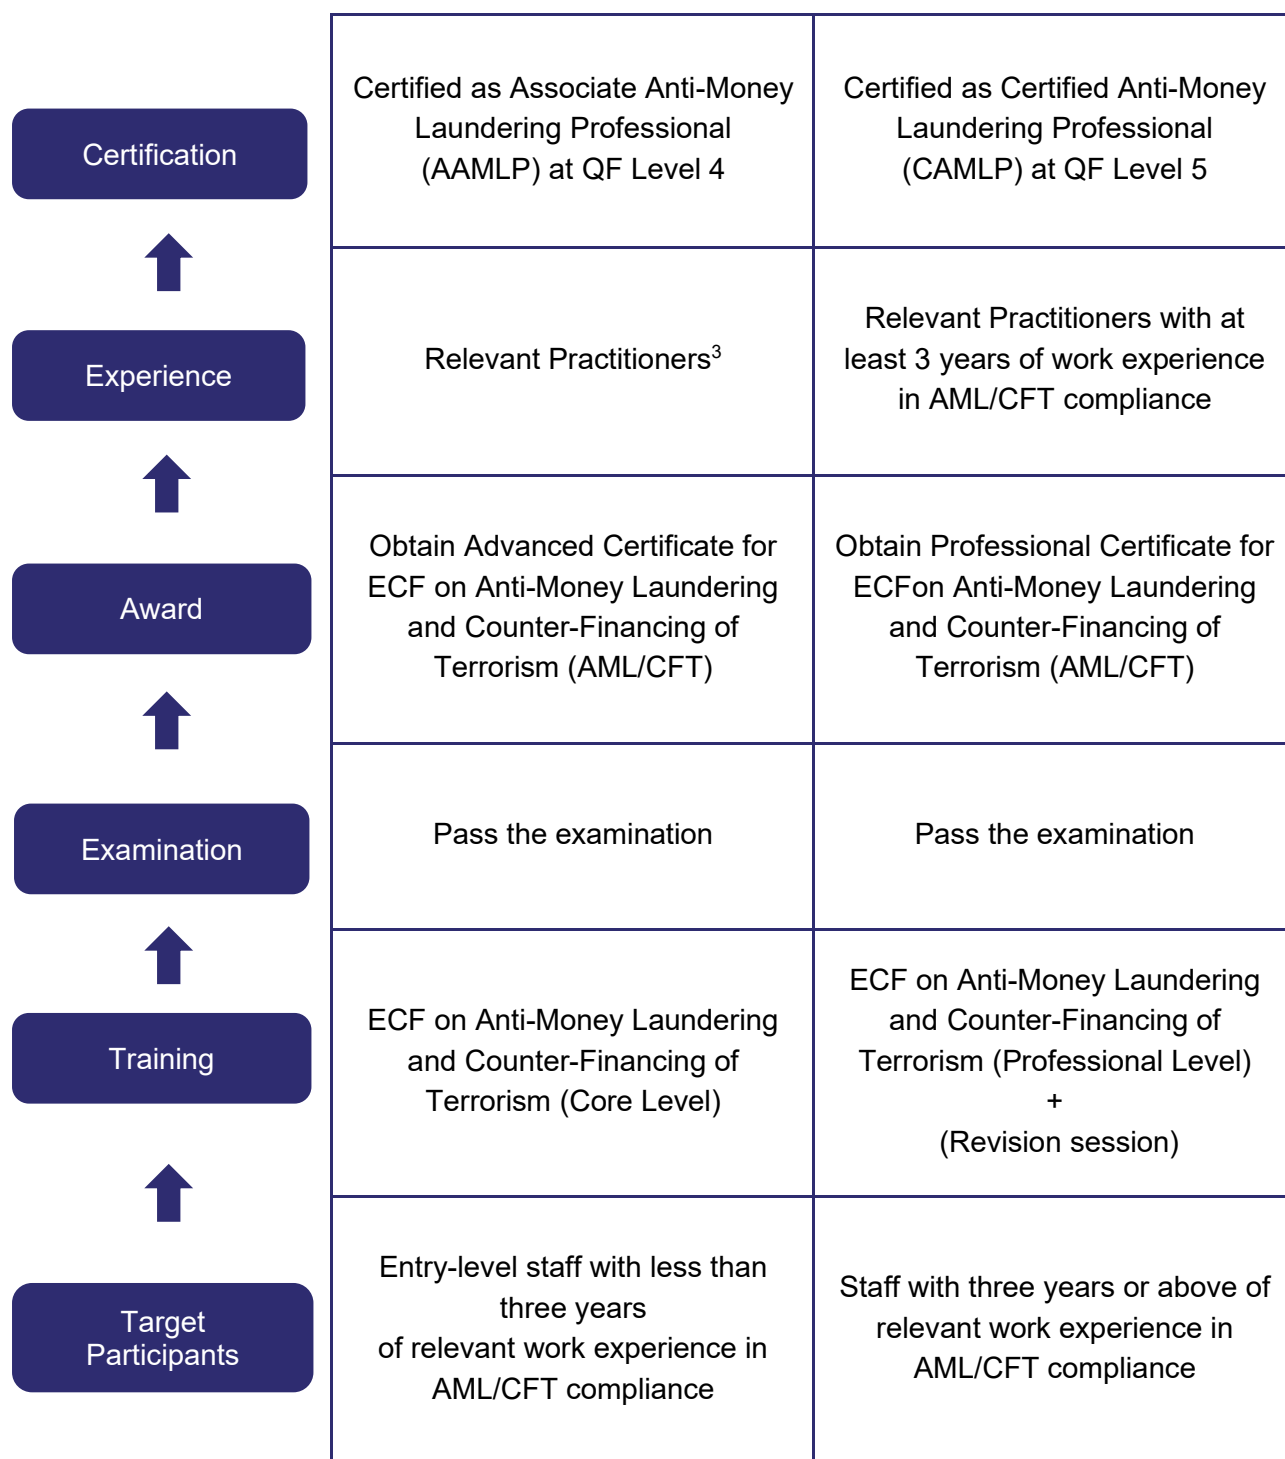 Certification
Certified as Associate Anti-Money
Laundering Professional
(AAMLP) at QF Level 4
Certified as Certified Anti-Money
Laundering Professional
(CAMLP) at QF Level 5
Experience
Relevant Practitioners³
Relevant Practitioners with at
least 3 years of work experience
in AML/CFT compliance
Award
Obtain Advanced Certificate for
ECF on Anti-Money Laundering
and Counter-Financing of
Terrorism (AML/CFT)
Obtain Professional Certificate for
ECFon Anti-Money Laundering
and Counter-Financing of
Terrorism (AML/CFT)
Examination
Pass the examination
Pass the examination
Training
ECF on Anti-Money Laundering
and Counter-Financing of
Terrorism (Core Level)
ECF on Anti-Money Laundering
and Counter-Financing of
Terrorism (Professional Level)
+
(Revision session)
Target
Participants
Entry-level staff with less than
three years
of relevant work experience in
AML/CFT compliance
Staff with three years or above of
relevant work experience in
AML/CFT compliance